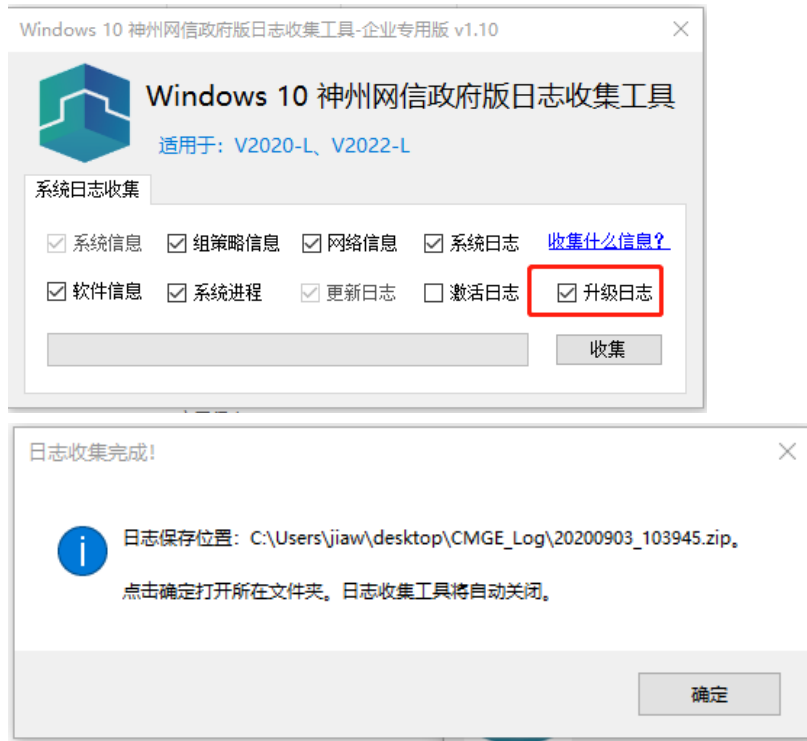 Windows 10 神州网信政府版日志收集工具-企业专用版 v1.10
Windows 10 神州网信政府版日志收集工具
适用于：V2020-L、V2022-L
系统日志收集
系统信息 组策略信息 网络信息 系统日志 收集什么信息？
软件信息 系统进程 更新日志 激活日志 升级日志
收集
日志收集完成!
日志保存位置：C:\Users\jiaw\desktop\CMGE_Log\20200903_103945.zip。
点击确定打开所在文件夹。日志收集工具将自动关闭。
确定